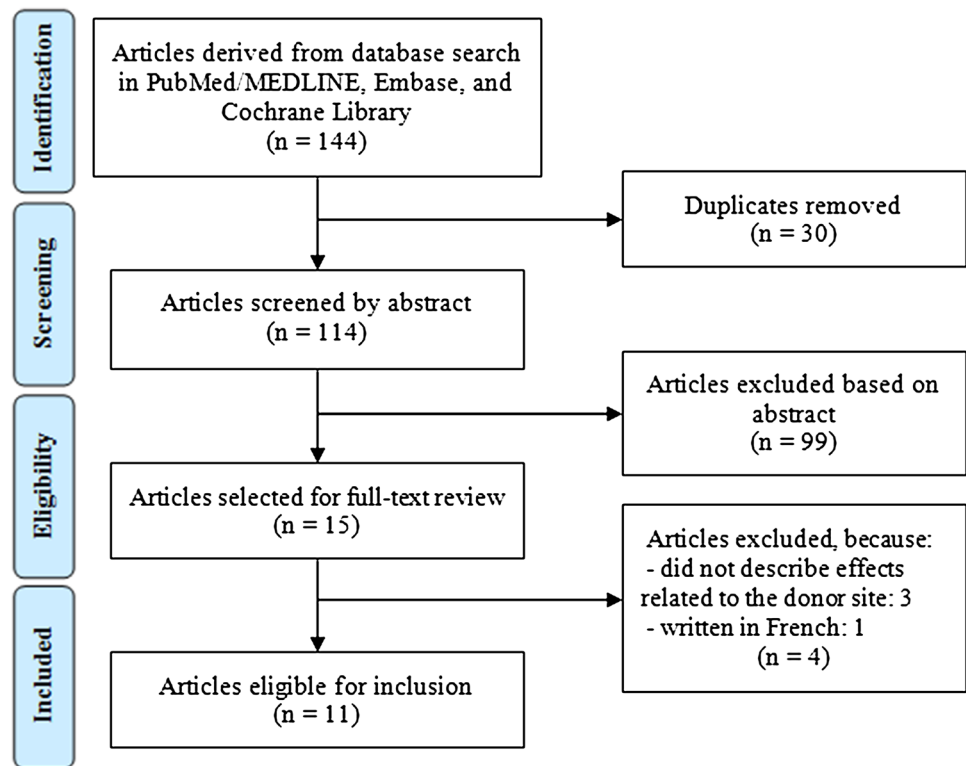 Identification
Articles derived from database search
in PubMed/MEDLINE, Embase, and
Cochrane Library
(n = 144)
Duplicates removed
(n = 30)
Screening
Articles screened by abstract
(n = 114)
Articles excluded based on
abstract
(n = 99)
Eligibility
Articles selected for full-text review
(n = 15)
Articles excluded, because:
- did not describe effects
related to the donor site: 3
- written in French: 1
(n = 4)
Included
Articles eligible for inclusion
(n = 11)